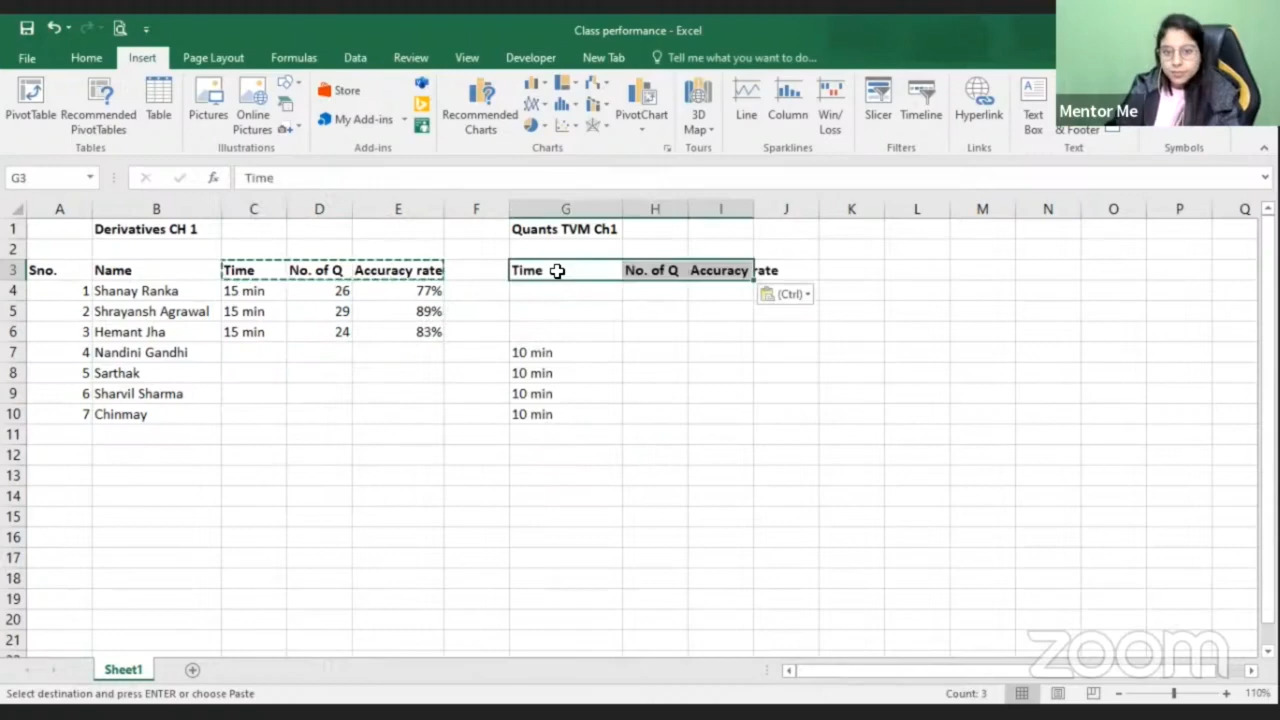 Class performance - Excel
File Home Insert Page Layout Formulas Data Review View Developer New Tab Tell me what you want to do...
PivotTable Recommended PivotTables Table Pictures Online Pictures Store My Add-ins Recommended Charts PivotChart 3D Map Line Column Win/ Loss Slicer Timeline Hyperlink Text Box & Footer
Tables Illustrations Add-ins Charts Tours Sparklines Filters Links Text Symbols
Mentor Me
G3 fx Time
A B C D E F G H I J K L M N O P Q
1 Derivatives CH 1 Quants TVM Ch1
2
3 Sno. Name Time No. of Q Accuracy rate Time No. of Q Accuracy rate
4 1 Shanay Ranka 15 min 26 77% (Ctrl)
5 2 Shrayansh Agrawal 15 min 29 89%
6 3 Hemant Jha 15 min 24 83%
7 4 Nandini Gandhi 10 min
8 5 Sarthak 10 min
9 6 Sharvil Sharma 10 min
10 7 Chinmay 10 min
11
12
13
14
15
16
17
18
19
20
21
zoom
Sheet1
Select destination and press ENTER or choose Paste Count: 3 110%